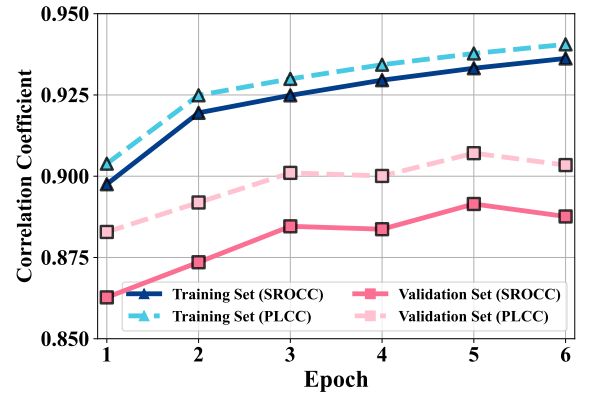 0.950
0.925
0.900
0.875
0.850
Correlation Coefficient
Training Set (SROCC)
Training Set (PLCC)
Validation Set (SROCC)
Validation Set (PLCC)
1 2 3 4 5 6
Epoch